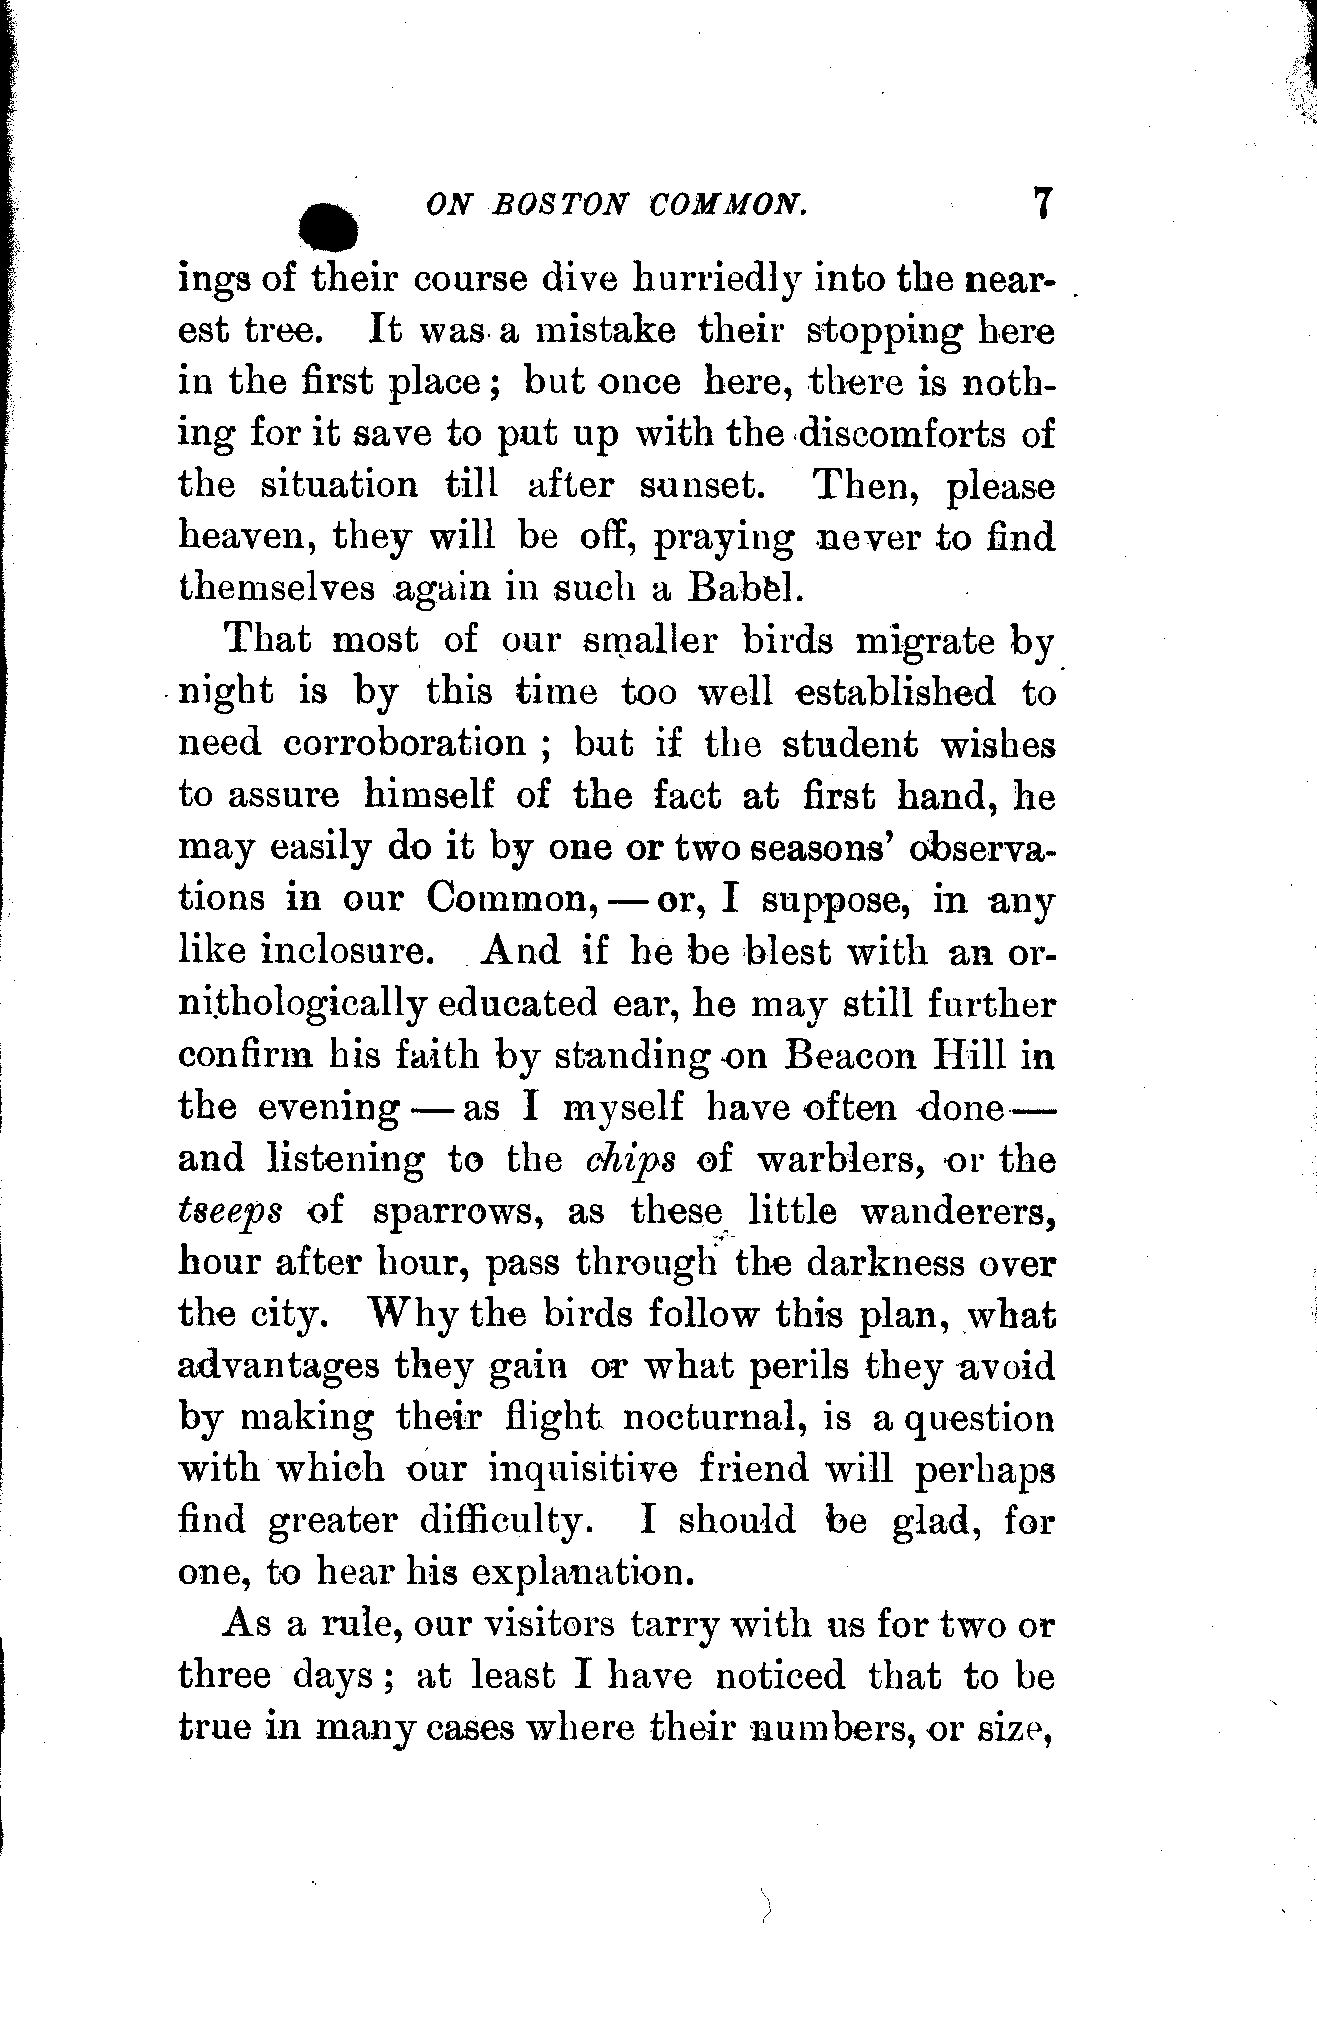 ON BOSTON COMMON. 7
ings of their course dive hurriedly into the near-
est tree. It was a mistake their stopping here
in the first place; but once here, there is noth-
ing for it save to put up with the discomforts of
the situation till after sunset. Then, please
heaven, they will be off, praying never to find
themselves again in such a Babel.
That most of our smaller birds migrate by
night is by this time too well established to
need corroboration; but if the student wishes
to assure himself of the fact at first hand, he
may easily do it by one or two seasons' observa-
tions in our Common, — or, I suppose, in any
like inclosure. And if he be blest with an or-
nithologically educated ear, he may still further
confirm his faith by standing on Beacon Hill in
the evening — as I myself have often done —
and listening to the chips of warblers, or the
tseeps of sparrows, as these little wanderers,
hour after hour, pass through the darkness over
the city. Why the birds follow this plan, what
advantages they gain or what perils they avoid
by making their flight nocturnal, is a question
with which our inquisitive friend will perhaps
find greater difficulty. I should be glad, for
one, to hear his explanation.
As a rule, our visitors tarry with us for two or
three days; at least I have noticed that to be
true in many cases where their numbers, or size,